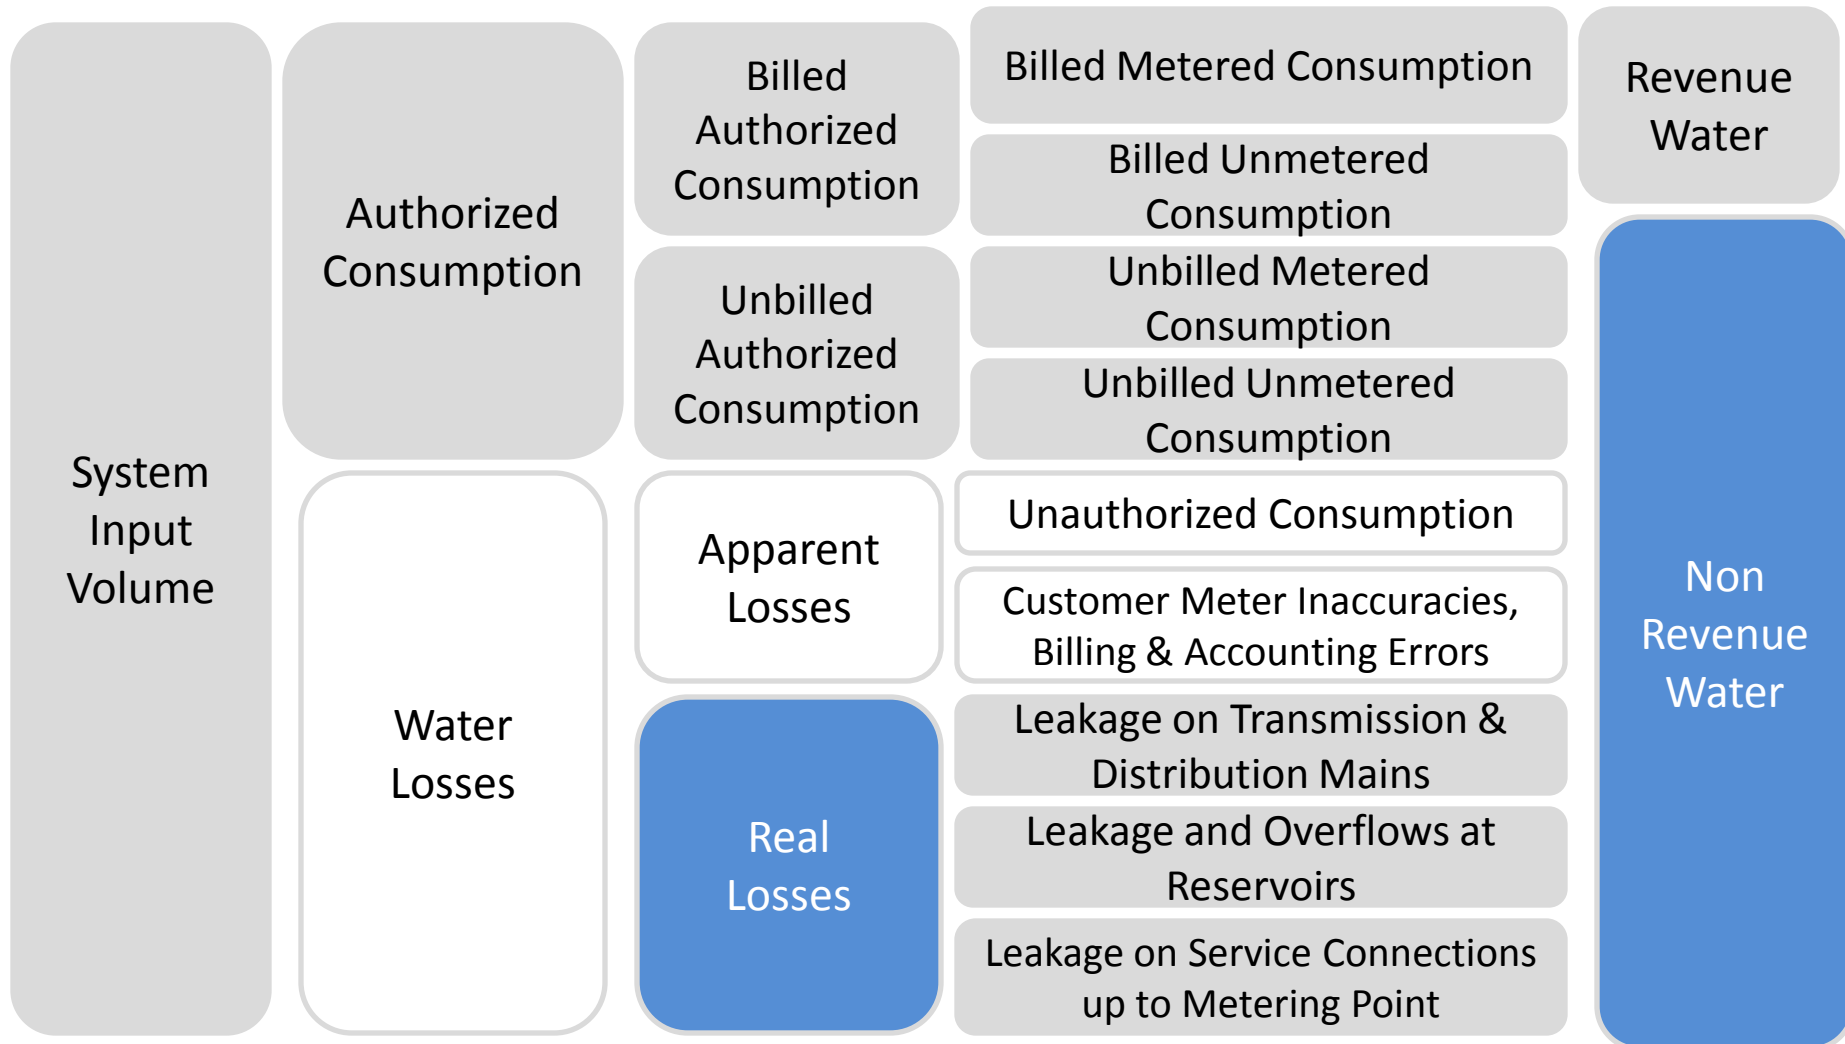 System
Input
Volume
Authorized
Consumption
Water
Losses
Billed
Authorized
Consumption
Unbilled
Authorized
Consumption
Apparent
Losses
Real
Losses
Billed Metered Consumption
Billed Unmetered
Consumption
Unbilled Metered
Consumption
Unbilled Unmetered
Consumption
Unauthorized Consumption
Customer Meter Inaccuracies,
Billing & Accounting Errors
Leakage on Transmission &
Distribution Mains
Leakage and Overflows at
Reservoirs
Leakage on Service Connections
up to Metering Point
Revenue
Water
Non
Revenue
Water